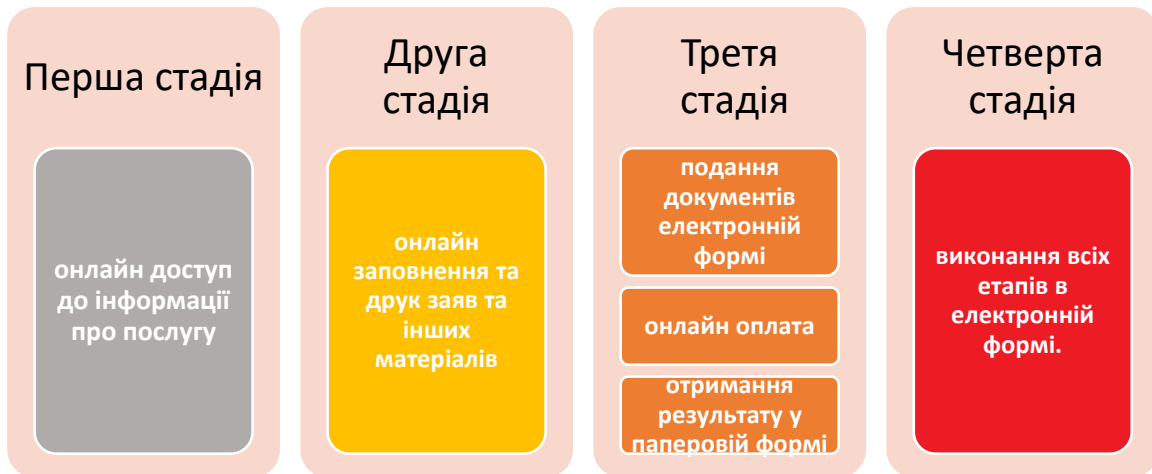 Перша стадія
онлайн доступ
до інформації
про послугу
Друга
стадія
онлайн
заповнення та
друк заяв та
інших
матеріалів
Третя
стадія
подання
документів
електронній
формі
онлайн оплата
отримання
результату у
паперовій формі
Четверта
стадія
виконання всіх
етапів в
електронній
формі.